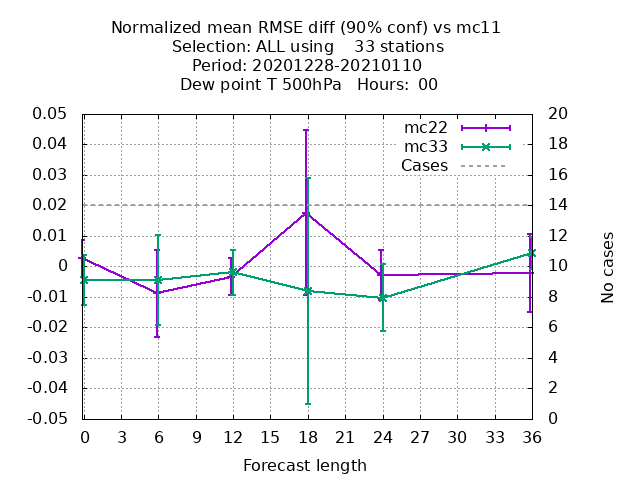 Normalized mean RMSE diff (90% conf) vs mc11
Selection: ALL using 33 stations
Period: 20201228-20210110
Dew point T 500hPa Hours: 00
0.05 20
mc22
0.04 18
mc33
0.03 16
Cases
0.02 14
0.01 12
0 10
-0.01 8
-0.02 6
-0.03 4
-0.04 2
-0.05 0
No cases
0 3 6 9 12 15 18 21 24 27 30 33 36
Forecast length